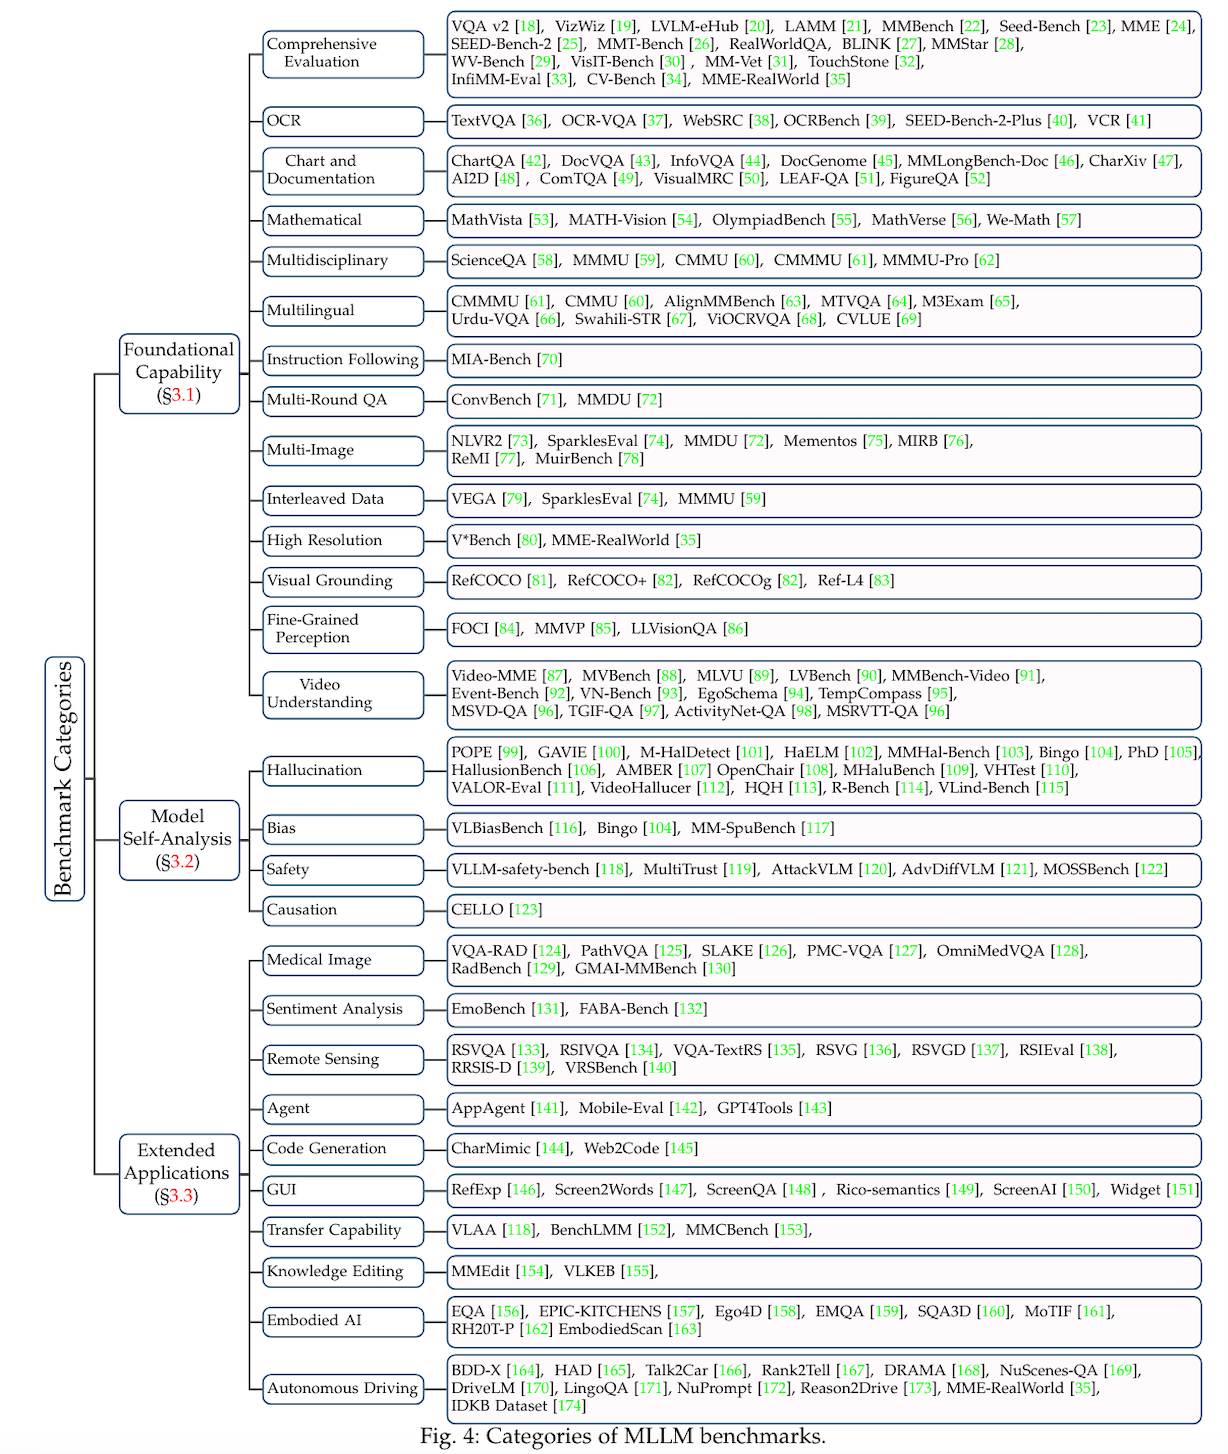 Benchmark Categories
Foundational
Capability
(§3.1)
Comprehensive
Evaluation
VQA v2 [18], VizWiz [19], LVLM-eHub [20], LAMM [21], MMBench [22], Seed-Bench [23], MME [24],
SEED-Bench-2 [25], MMT-Bench [26], RealWorldQA, BLINK [27], MMStar [28],
WV-Bench [29], VisIT-Bench [30] , MM-Vet [31], TouchStone [32],
InfiMM-Eval [33], CV-Bench [34], MME-RealWorld [35]
OCR
TextVQA [36], OCR-VQA [37], WebSRC [38], OCRBench [39], SEED-Bench-2-Plus [40], VCR [41]
Chart and
Documentation
ChartQA [42], DocVQA [43], InfoVQA [44], DocGenome [45], MMLongBench-Doc [46], CharXiv [47],
AI2D [48] , ComTQA [49], VisualMRC [50], LEAF-QA [51], FigureQA [52]
Mathematical
MathVista [53], MATH-Vision [54], OlympiadBench [55], MathVerse [56], We-Math [57]
Multidisciplinary
ScienceQA [58], MMMU [59], CMMU [60], CMMMU [61], MMMU-Pro [62]
Multilingual
CMMMU [61], CMMU [60], AlignMMBench [63], MTVQA [64], M3Exam [65],
Urdu-VQA [66], Swahili-STR [67], ViOCRVQA [68], CVLUE [69]
Instruction Following
MIA-Bench [70]
Multi-Round QA
ConvBench [71], MMDU [72]
Multi-Image
NLVR2 [73], SparklesEval [74], MMDU [72], Mementos [75], MIRB [76],
ReMI [77], MuirBench [78]
Interleaved Data
VEGA [79], SparklesEval [74], MMMU [59]
High Resolution
V*Bench [80], MME-RealWorld [35]
Visual Grounding
RefCOCO [81], RefCOCO+ [82], RefCOCOg [82], Ref-L4 [83]
Fine-Grained
Perception
FOCI [84], MMVP [85], LLVisionQA [86]
Video
Understanding
Video-MME [87], MVBench [88], MLVU [89], LVBench [90], MMBench-Video [91],
Event-Bench [92], VN-Bench [93], EgoSchema [94], TempCompass [95],
MSVD-QA [96], TGIF-QA [97], ActivityNet-QA [98], MSRVTT-QA [96]
Model
Self-Analysis
(§3.2)
Hallucination
POPE [99], GAVIE [100], M-HalDetect [101], HaELM [102], MMHal-Bench [103], Bingo [104], PhD [105],
HallusionBench [106], AMBER [107] OpenChair [108], MHaluBench [109], VHTest [110],
VALOR-Eval [111], VideoHallucer [112], HQH [113], R-Bench [114], VLind-Bench [115]
Bias
VLBiasBench [116], Bingo [104], MM-SpuBench [117]
Safety
VLLM-safety-bench [118], MultiTrust [119], AttackVLM [120], AdvDiffVLM [121], MOSSBench [122]
Causation
CELLO [123]
Extended
Applications
(§3.3)
Medical Image
VQA-RAD [124], PathVQA [125], SLAKE [126], PMC-VQA [127], OmniMedVQA [128],
RadBench [129], GMAI-MMBench [130]
Sentiment Analysis
EmoBench [131], FABA-Bench [132]
Remote Sensing
RSVQA [133], RSIVQA [134], VQA-TextRS [135], RSVG [136], RSVGD [137], RSIEval [138],
RRSIS-D [139], VRSBench [140]
Agent
AppAgent [141], Mobile-Eval [142], GPT4Tools [143]
Code Generation
CharMimic [144], Web2Code [145]
GUI
RefExp [146], Screen2Words [147], ScreenQA [148] , Rico-semantics [149], ScreenAI [150], Widget [151]
Transfer Capability
VLAA [118], BenchLMM [152], MMCBench [153],
Knowledge Editing
MMEdit [154], VLKEB [155],
Embodied AI
EQA [156], EPIC-KITCHENS [157], Ego4D [158], EMQA [159], SQA3D [160], MoTIF [161],
RH20T-P [162] EmbodiedScan [163]
Autonomous Driving
BDD-X [164], HAD [165], Talk2Car [166], Rank2Tell [167], DRAMA [168], NuScenes-QA [169],
DriveLM [170], LingoQA [171], NuPrompt [172], Reason2Drive [173], MME-RealWorld [35],
IDKB Dataset [174]
Fig. 4: Categories of MLLM benchmarks.